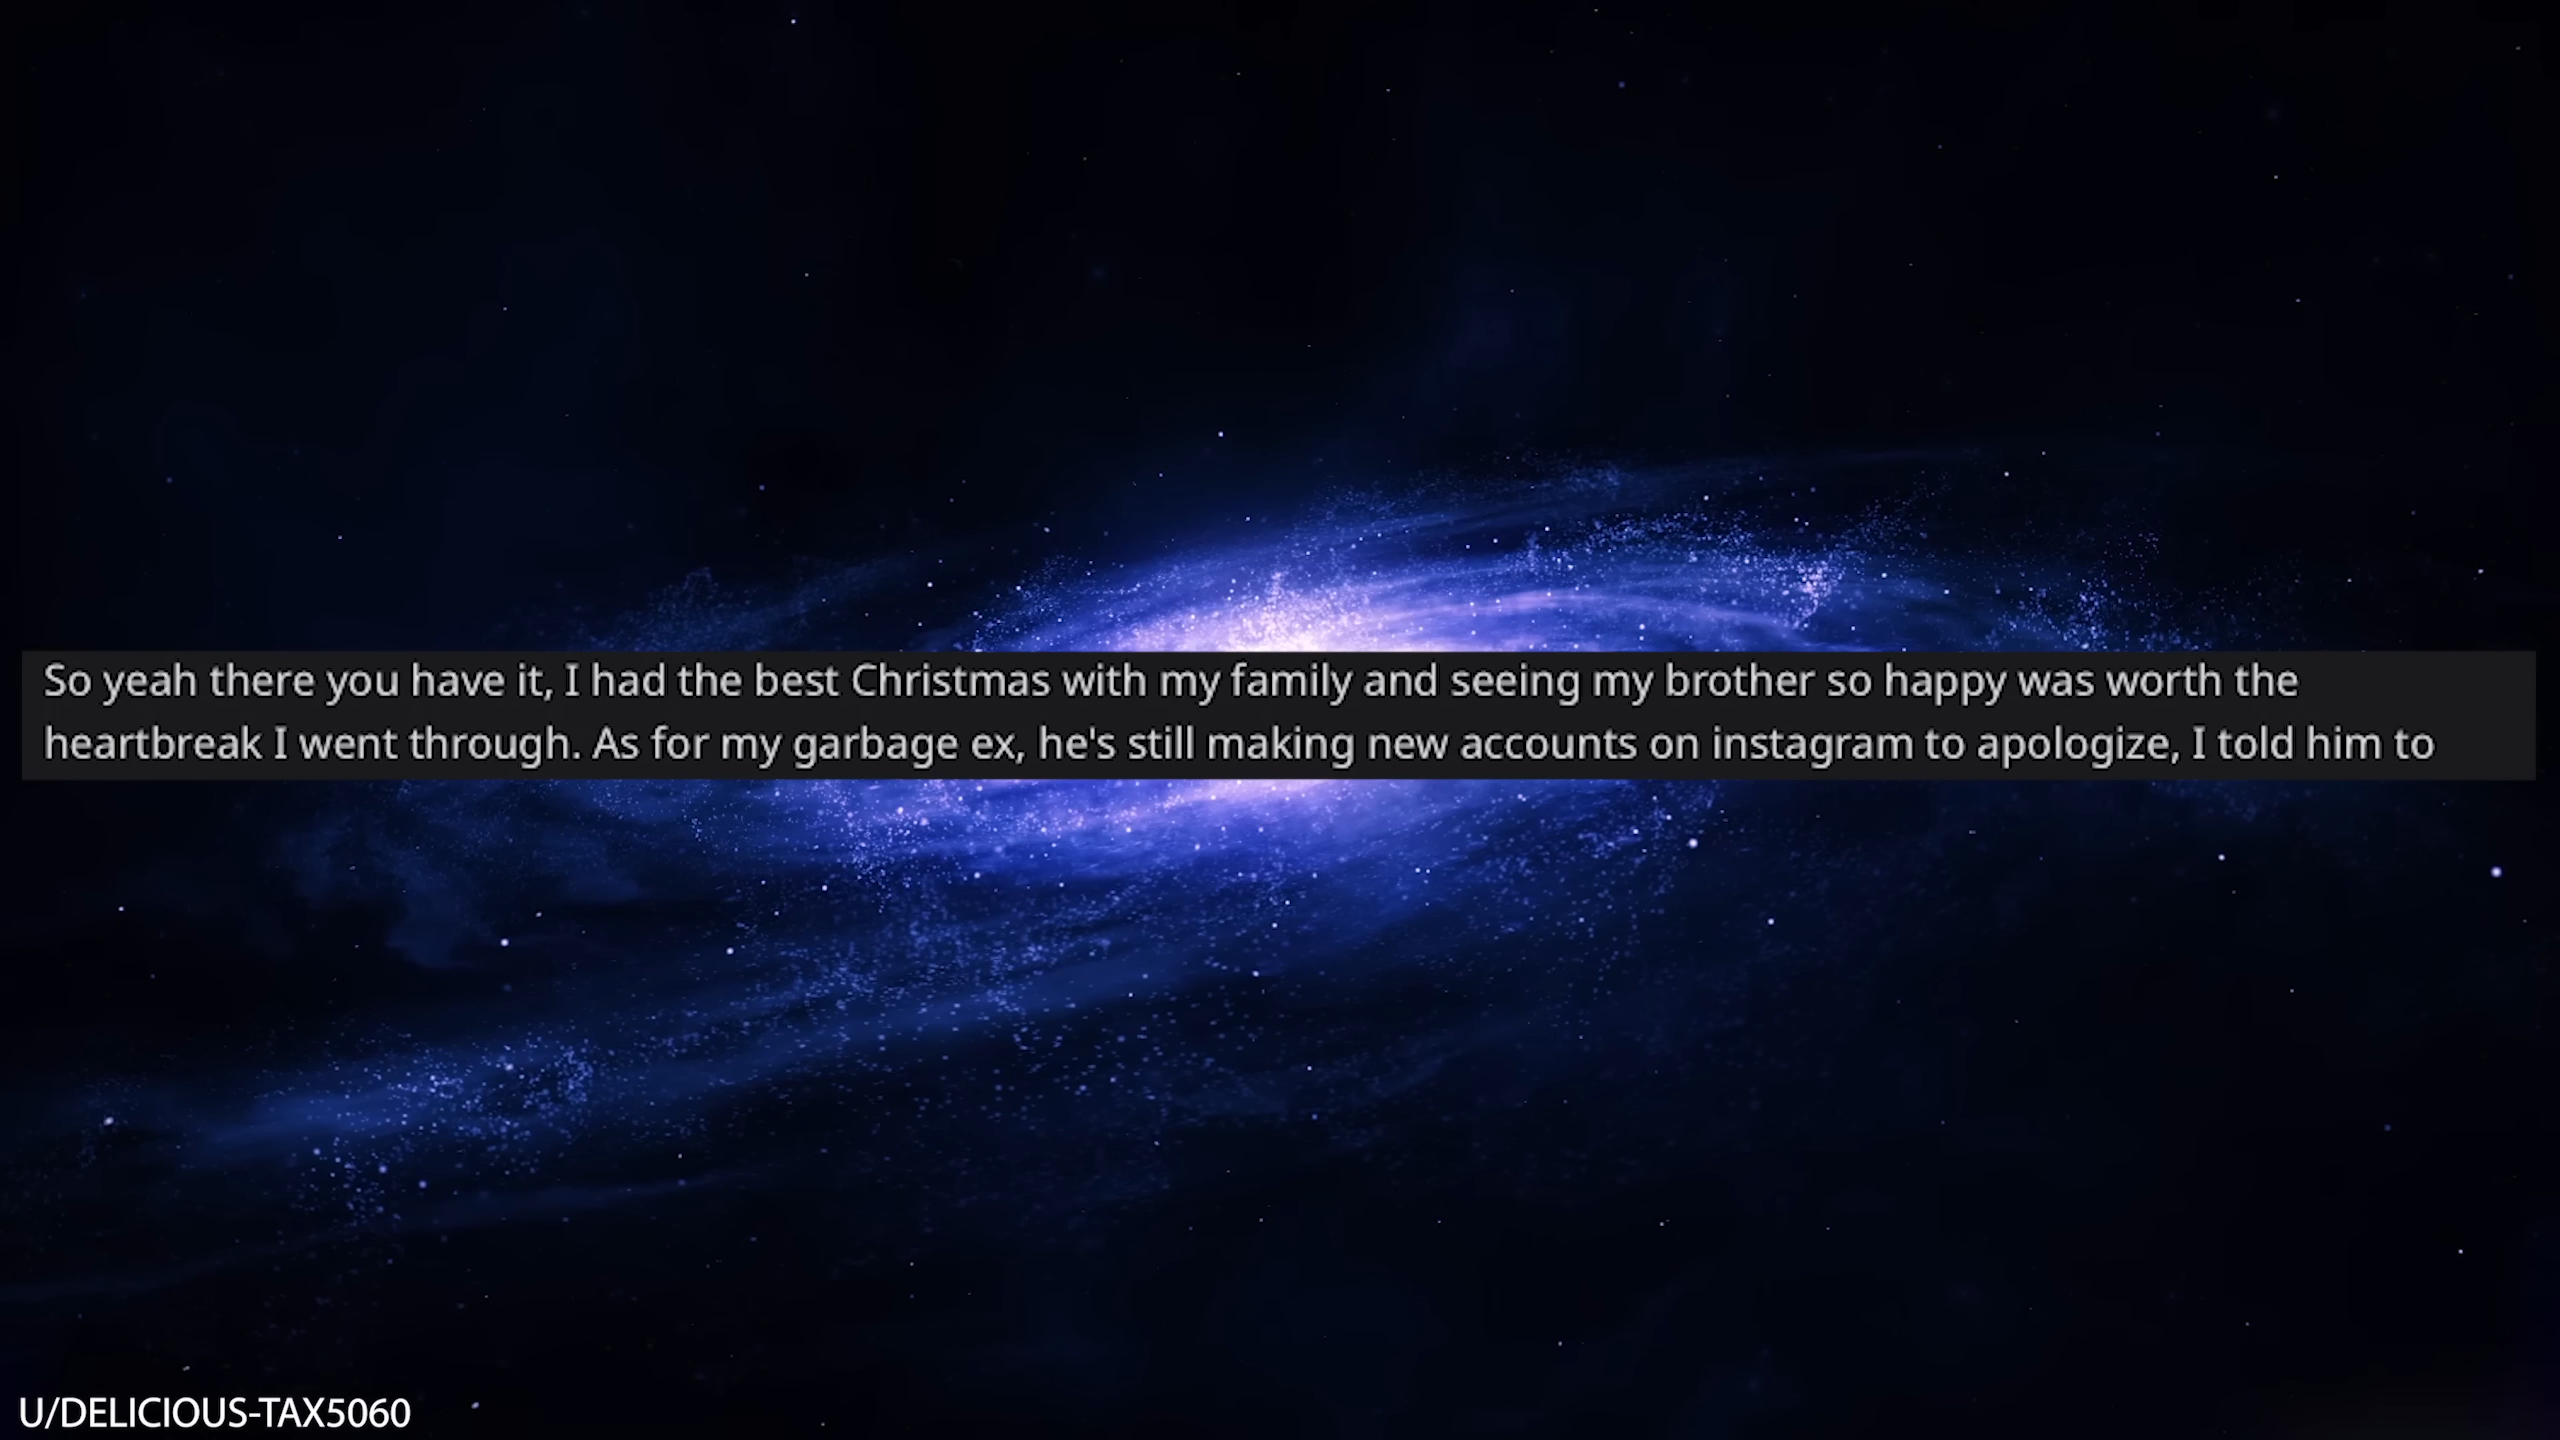 So yeah there you have it, I had the best Christmas with my family and seeing my brother so happy was worth the
heartbreak I went through. As for my garbage ex, he's still making new accounts on instagram to apologize, I told him to
U/DELICIOUS-TAX5060